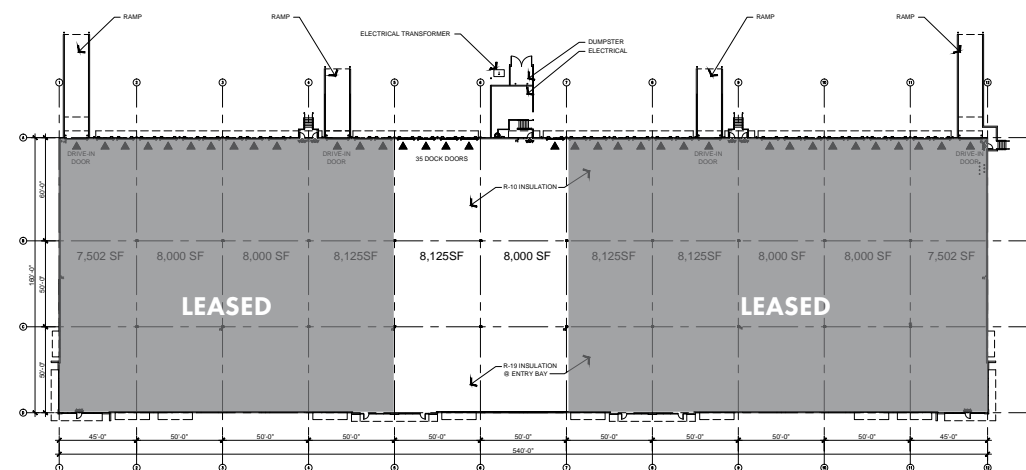 RAMP
RAMP
RAMP
RAMP
ELECTRICAL TRANSFORMER
DUMPSTER
ELECTRICAL
DRIVE-IN
DOOR
DRIVE-IN
DOOR
35 DOCK DOORS
DRIVE-IN
DOOR
DRIVE-IN
DOOR
R-10 INSULATION
60'-0"
7,502 SF
8,000 SF
8,000 SF
8,125SF
8,125SF
8,000 SF
8,125SF
8,125SF
8,000 SF
8,000 SF
7,502 SF
160'-0"
50'-0"
LEASED
LEASED
50'-0"
R-19 INSULATION
@ ENTRY BAY
45'-0"
50'-0"
50'-0"
50'-0"
50'-0"
50'-0"
50'-0"
50'-0"
50'-0"
50'-0"
45'-0"
540'-0"